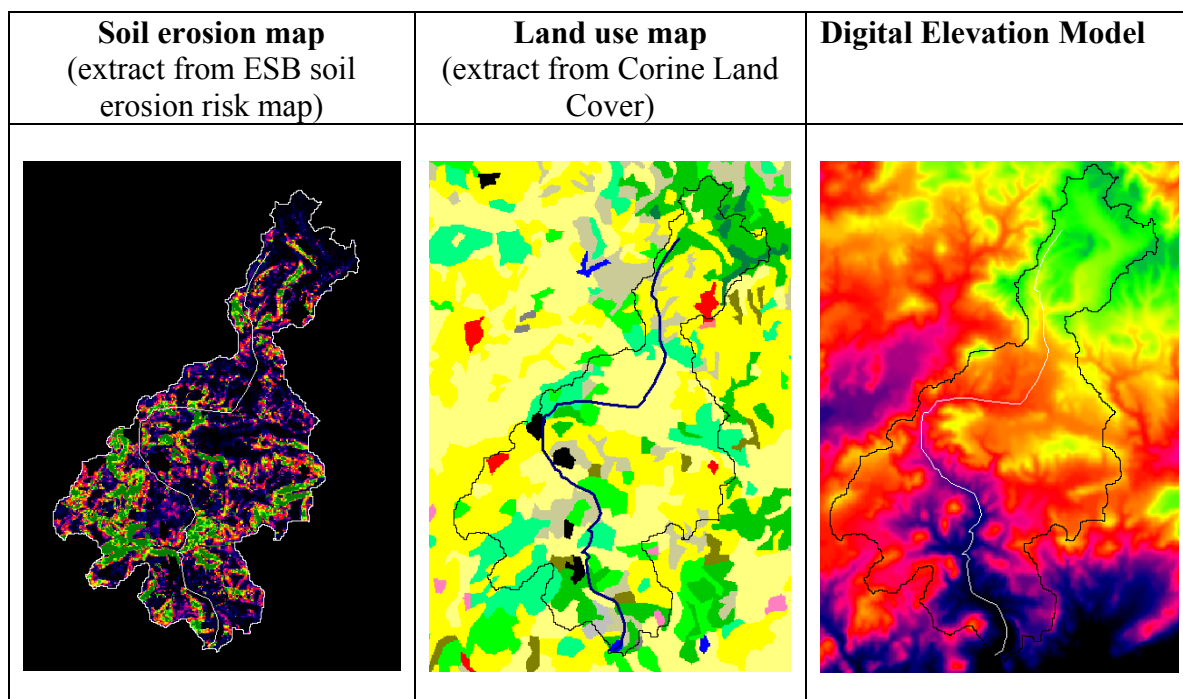 Soil erosion map
(extract from ESB soil
erosion risk map)
Land use map
(extract from Corine Land
Cover)
Digital Elevation Model